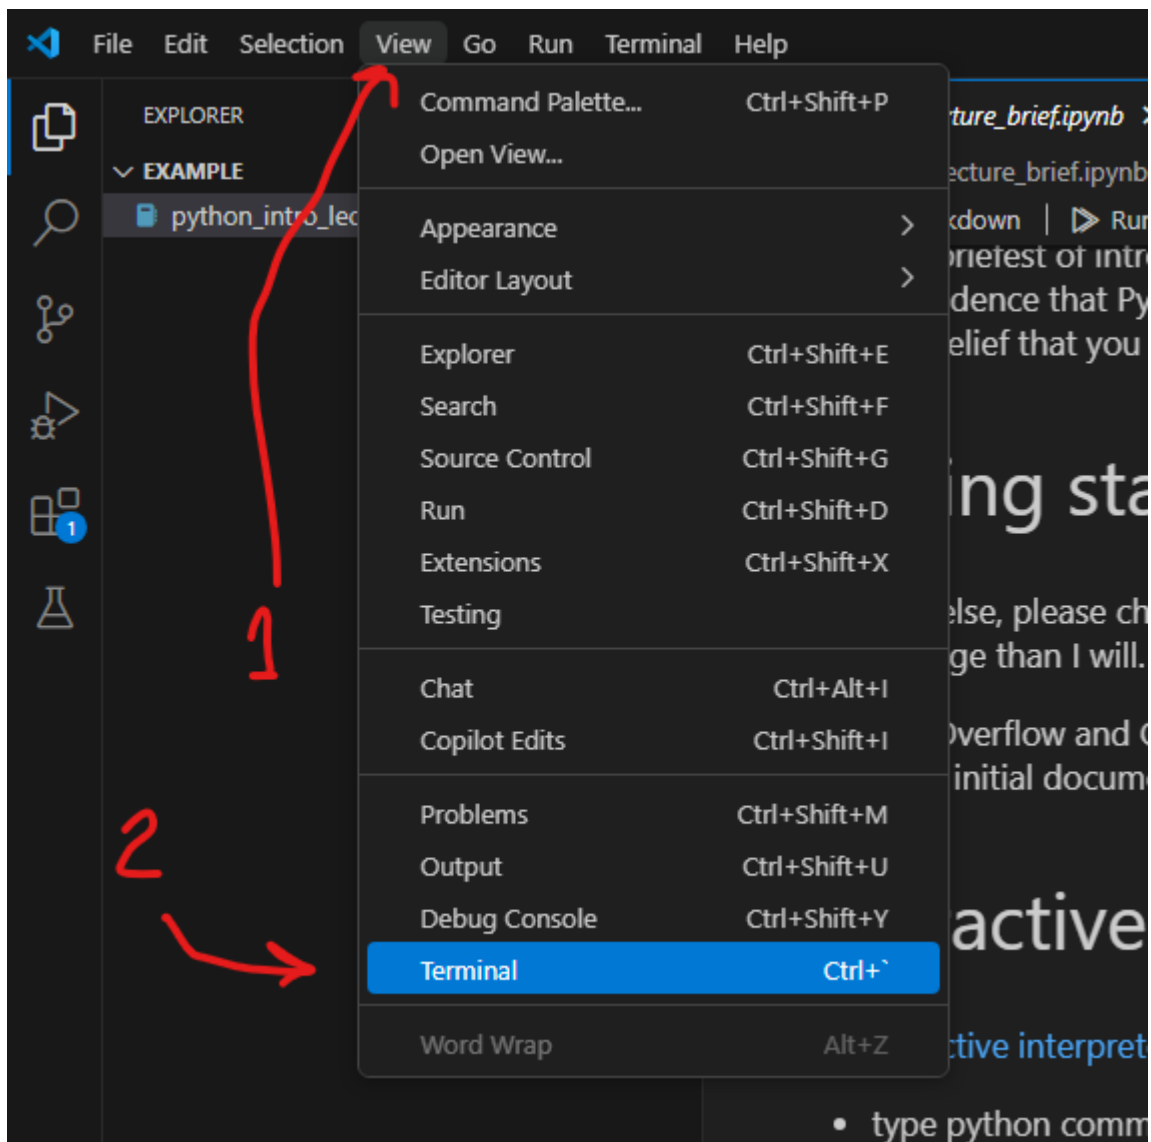 File Edit Selection View Go Run Terminal Help
EXPLORER
EXAMPLE
python_intro_lec
Command Palette... Ctrl+Shift+P
Open View...
Appearance
Editor Layout
Explorer Ctrl+Shift+E
Search Ctrl+Shift+F
Source Control Ctrl+Shift+G
Run Ctrl+Shift+D
Extensions Ctrl+Shift+X
Testing
Chat Ctrl+Alt+I
Copilot Edits Ctrl+Shift+I
Problems Ctrl+Shift+M
Output Ctrl+Shift+U
Debug Console Ctrl+Shift+Y
Terminal Ctrl+`
Word Wrap Alt+Z
1
1
2
ture_brief.ipynb
ecture_brief.ipynb
kdown Run
briefest of intr
dence that Py
elief that you
ing sta
else, please ch
ge than I will.
Overflow and
initial docum
active
ctive interpret
• type python comm